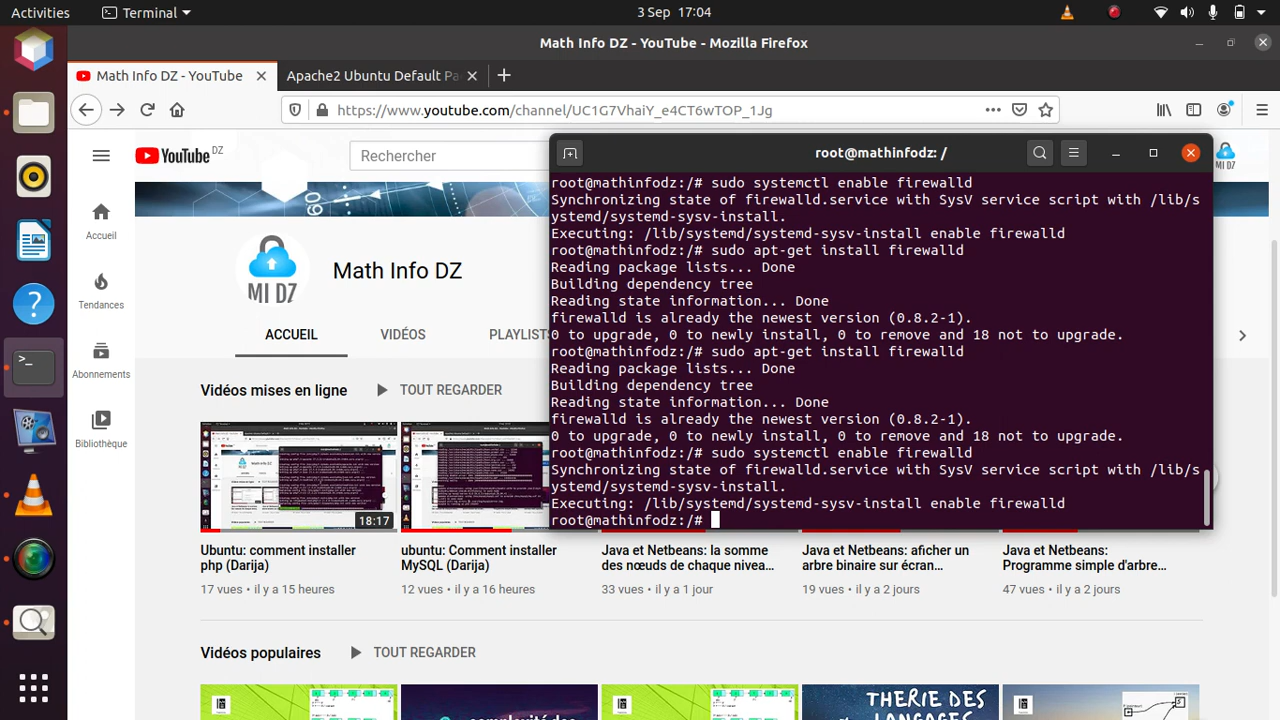 Activities
Terminal
3 Sep 17:04
Math Info DZ - YouTube - Mozilla Firefox
Math Info DZ - YouTube
Apache2 Ubuntu Default Pa
https://www.youtube.com/channel/UC1G7VhaiY_e4CT6wTOP_1Jg
YouTube DZ
Rechercher
60
root@mathinfodz: /
root@mathinfodz:/# sudo systemctl enable firewalld
Synchronizing state of firewalld.service with SysV service script with /lib/s
ystemd/systemd-sysv-install.
Executing: /lib/systemd/systemd-sysv-install enable firewalld
root@mathinfodz:/# sudo apt-get install firewalld
Reading package lists... Done
Building dependency tree
Reading state information... Done
firewalld is already the newest version (0.8.2-1).
0 to upgrade, 0 to newly install, 0 to remove and 18 not to upgrade.
root@mathinfodz:/# sudo apt-get install firewalld
Reading package lists... Done
Building dependency tree
Reading state information... Done
firewalld is already the newest version (0.8.2-1).
0 to upgrade, 0 to newly install, 0 to remove and 18 not to upgrade.
root@mathinfodz:/# sudo systemctl enable firewalld
Synchronizing state of firewalld.service with SysV service script with /lib/s
ystemd/systemd-sysv-install.
Executing: /lib/systemd/systemd-sysv-install enable firewalld
root@mathinfodz:/#
Accueil
Tendances
Abonnements
Bibliothèque
MI DZ
Math Info DZ
ACCUEIL
VIDÉOS
PLAYLISTS
Vidéos mises en ligne
TOUT REGARDER
18:17
Ubuntu: comment installer
php (Darija)
17 vues • il y a 15 heures
ubuntu: Comment installer
MySQL (Darija)
12 vues • il y a 16 heures
Java et Netbeans: la somme
des nœuds de chaque nivea...
33 vues • il y a 1 jour
Java et Netbeans: aficher un
arbre binaire sur écran...
19 vues • il y a 2 jours
Java et Netbeans:
Programme simple d'arbre...
47 vues • il y a 2 jours
Vidéos populaires
TOUT REGARDER
THERIE DES